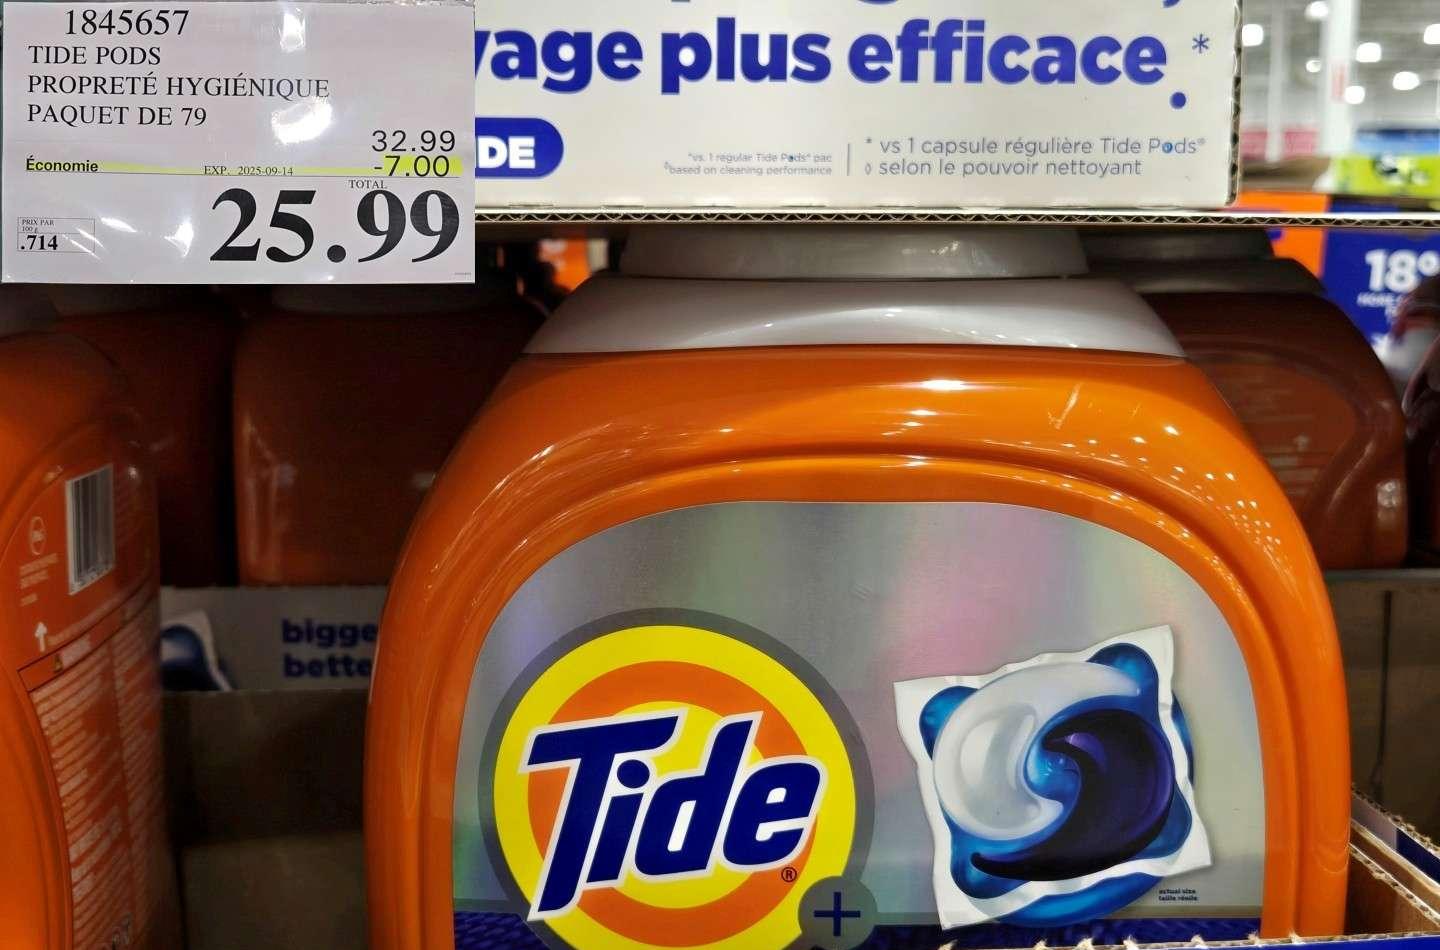 1845657
TIDE PODS
PROPRETÉ HYGIÉNIQUE
PAQUET DE 79
32.99
Économie EXP. 2025-09-14 -7.00
TOTAL
25.99
PRIX PAR
100 g
.714
vage plus efficace*
DE
*vs. 1 regular Tide Pods® pac
◊based on cleaning performance
* vs 1 capsule régulière Tide Pods®
◊ selon le pouvoir nettoyant
18
bigge
bette
Tide®
+
actual size
taille réelle